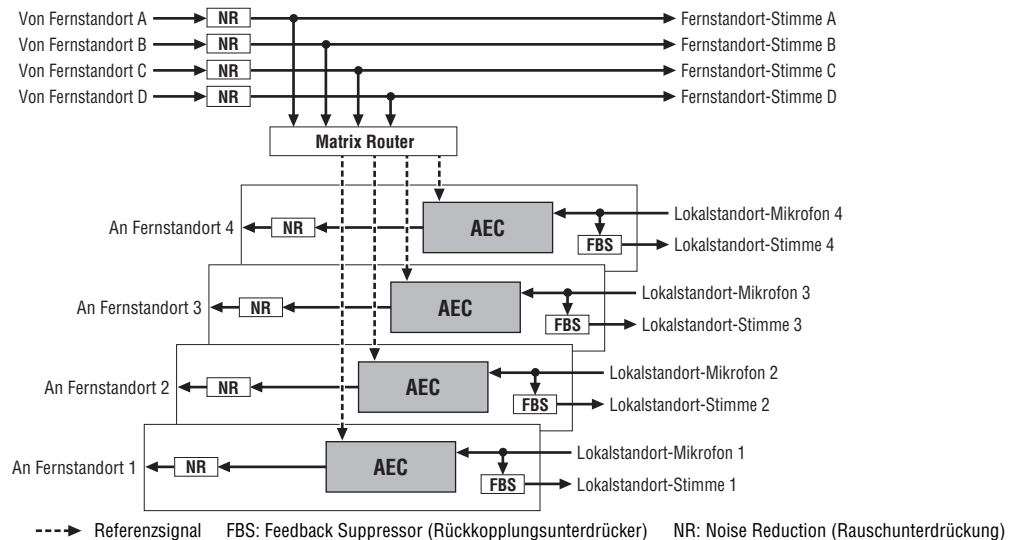 Von Fernstandort A NR Fernstandort-Stimme A
Von Fernstandort B NR Fernstandort-Stimme B
Von Fernstandort C NR Fernstandort-Stimme C
Von Fernstandort D NR Fernstandort-Stimme D
Matrix Router
An Fernstandort 4 NR AEC Lokalstandort-Mikrofon 4
FBS Lokalstandort-Stimme 4
An Fernstandort 3 NR AEC Lokalstandort-Mikrofon 3
FBS Lokalstandort-Stimme 3
An Fernstandort 2 NR AEC Lokalstandort-Mikrofon 2
FBS Lokalstandort-Stimme 2
An Fernstandort 1 NR AEC Lokalstandort-Mikrofon 1
FBS Lokalstandort-Stimme 1
Referenzsignal FBS: Feedback Suppressor (Rückkopplungsunterdrücker) NR: Noise Reduction (Rauschunterdrückung)